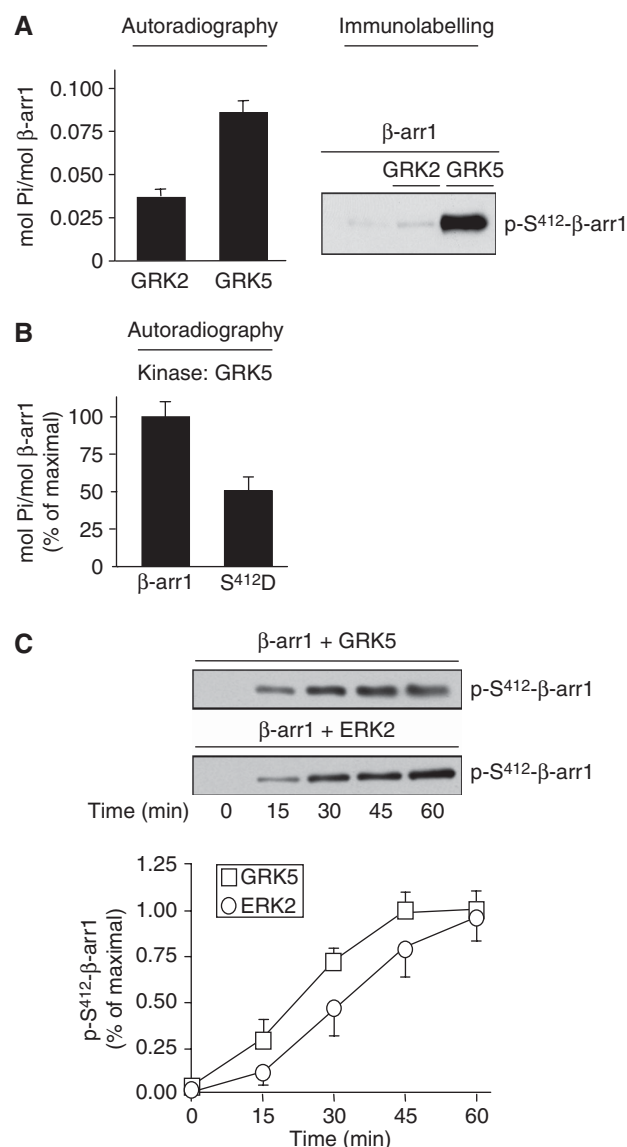 A
Autoradiography
Immunolabelling
mol Pi/mol β-arr1
0.100
0.075
0.050
0.025
0
GRK2 GRK5
β-arr1
GRK2 GRK5
p-S⁴¹²-β-arr1
B
Autoradiography
Kinase: GRK5
mol Pi/mol β-arr1
(% of maximal)
100
75
50
25
0
β-arr1 S⁴¹²D
C
β-arr1 + GRK5
p-S⁴¹²-β-arr1
β-arr1 + ERK2
p-S⁴¹²-β-arr1
Time (min) 0 15 30 45 60
p-S⁴¹²-β-arr1
(% of maximal)
1.25
1.00
0.75
0.50
0.25
0.00
GRK5
ERK2
0 15 30 45 60
Time (min)